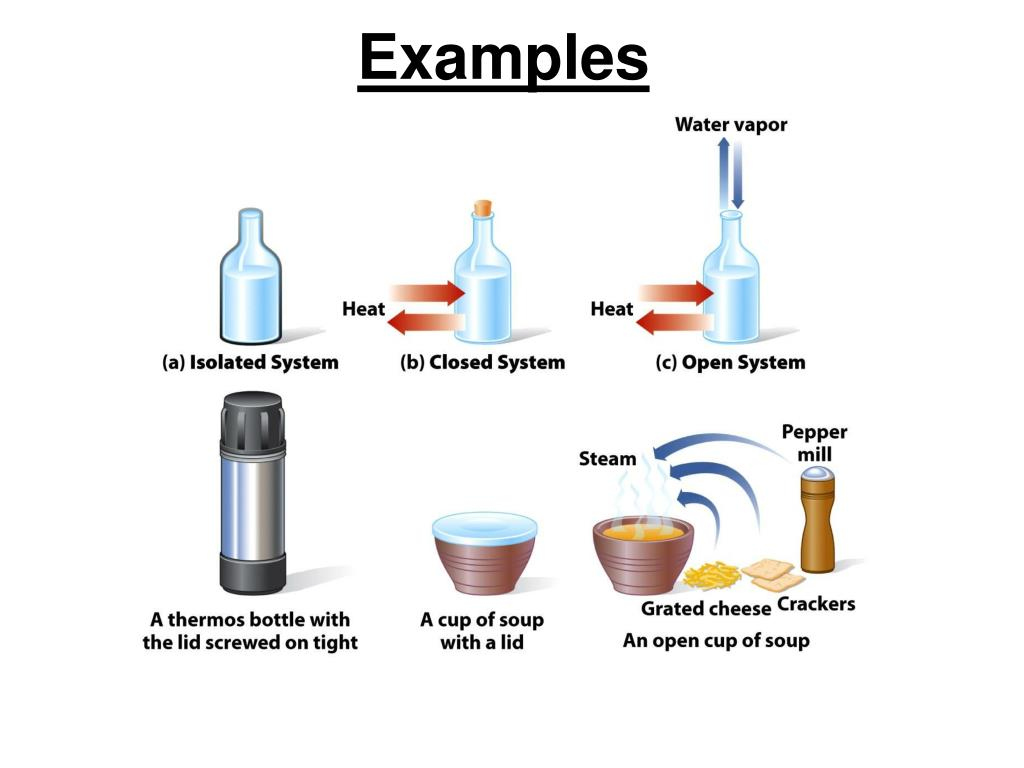 Examples
Water vapor
Heat
Heat
(a) Isolated System
(b) Closed System
(c) Open System
Pepper
mill
Steam
Grated cheese
Crackers
A thermos bottle with
the lid screwed on tight
A cup of soup
with a lid
An open cup of soup